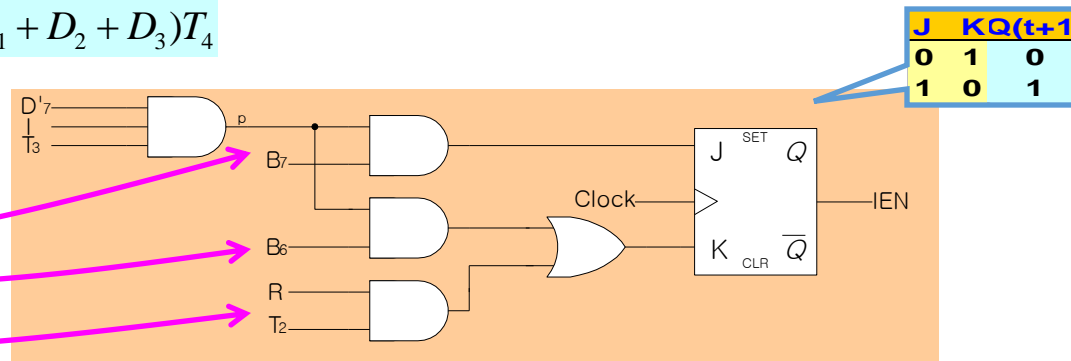 ₁ + D₂ + D₃)T₄
J K Q(t+1
0 1 0
1 0 1
D'₇
I
T₃
p
B₇
B₆
R
T₂
Clock
J SET Q
K CLR Q̅
IEN